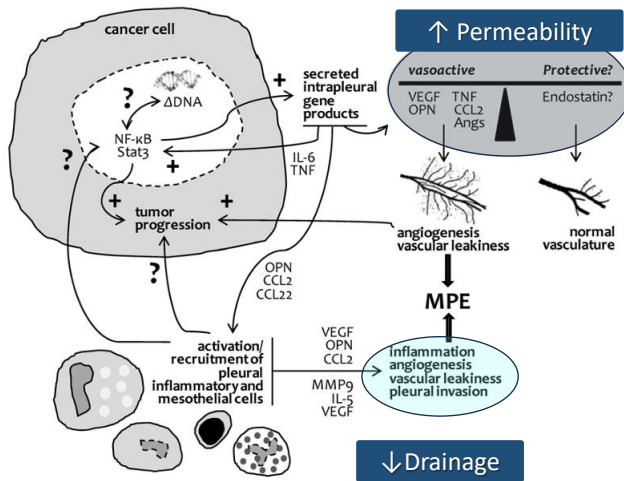 cancer cell
↑ Permeability
vasoactive
Protective?
VEGF
OPN
TNF
CCL2
Angs
Endostatin?
+
secreted
intrapleural
gene
products
?
ΔDNA
NF-κB
Stat3
?
+
IL-6
TNF
+
+
tumor
progression
angiogenesis
vascular leakiness
normal
vasculature
?
OPN
CCL2
CCL22
MPE
activation/
recruitment of
pleural
inflammatory and
mesothelial cells
VEGF
OPN
CCL2
MMP9
IL-5
VEGF
inflammation
angiogenesis
vascular leakiness
pleural invasion
↓Drainage